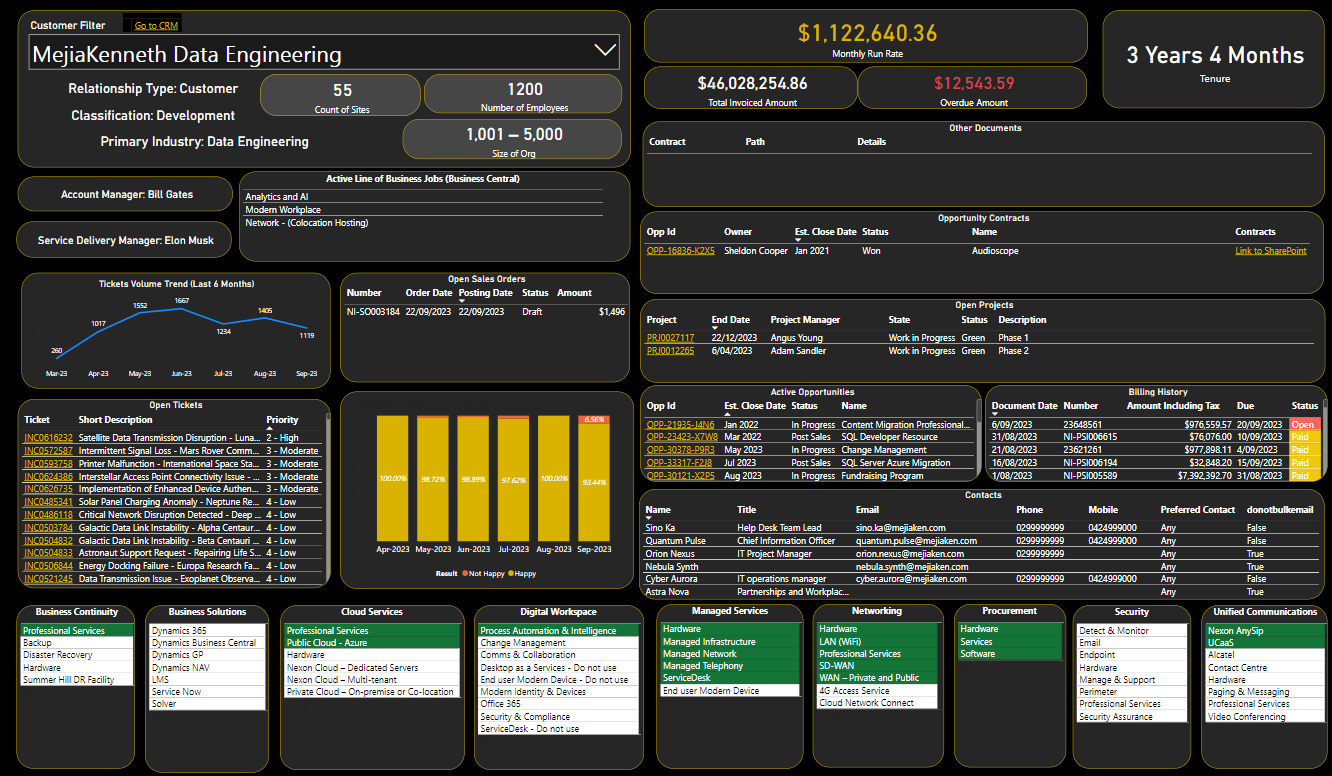 Customer Filter Go to CRM
MejiaKenneth Data Engineering
Relationship Type: Customer
Classification: Development
Primary Industry: Data Engineering
55
Count of Sites
1200
Number of Employees
1,001 – 5,000
Size of Org
$1,122,640.36
Monthly Run Rate
$46,028,254.86
Total Invoiced Amount
$12,543.59
Overdue Amount
3 Years 4 Months
Tenure
Account Manager: Bill Gates
Service Delivery Manager: Elon Musk
Active Line of Business Jobs (Business Central)
Analytics and AI
Modern Workplace
Network - (Colocation Hosting)
Other Documents
Contract Path Details
Opportunity Contracts
Opp Id Owner Est. Close Date Status Name Contracts
OPP-16836-K2X5 Sheldon Cooper Jan 2021 Won Audioscope Link to SharePoint
Tickets Volume Trend (Last 6 Months)
260 1017 1552 1667 1234 1405 1119
Mar-23 Apr-23 May-23 Jun-23 Jul-23 Aug-23 Sep-23
Open Sales Orders
Number Order Date Posting Date Status Amount
NI-SO003184 22/09/2023 22/09/2023 Draft $1,496
Open Projects
Project End Date Project Manager State Status Description
PRJ0027117 22/12/2023 Angus Young Work in Progress Green Phase 1
PRJ0012265 6/04/2023 Adam Sandler Work in Progress Green Phase 2
Open Tickets
Ticket Short Description Priority
INC0616232 Satellite Data Transmission Disruption - Luna... 2 - High
INC0572587 Intermittent Signal Loss - Mars Rover Comm... 3 - Moderate
INC0593758 Printer Malfunction - International Space Sta... 3 - Moderate
INC0624386 Interstellar Access Point Connectivity Issue - ... 3 - Moderate
INC0626735 Implementation of Enhanced Device Authen... 3 - Moderate
INC0485341 Solar Panel Charging Anomaly - Neptune Re... 4 - Low
INC0486118 Critical Network Disruption Detected - Deep ... 4 - Low
INC0503784 Galactic Data Link Instability - Alpha Centaur... 4 - Low
INC0504832 Galactic Data Link Instability - Beta Centauri ... 4 - Low
INC0504833 Astronaut Support Request - Repairing Life S... 4 - Low
INC0506844 Energy Docking Failure - Europa Research Fa... 4 - Low
INC0521245 Data Transmission Issue - Exoplanet Observa... 4 - Low
6.56%
100.00% 98.72% 98.89% 97.62% 100.00% 93.44%
Apr-2023 May-2023 Jun-2023 Jul-2023 Aug-2023 Sep-2023
Result Not Happy Happy
Active Opportunities
Opp Id Est. Close Date Status Name
OPP-21935-J4N6 Jan 2022 In Progress Content Migration Professional...
OPP-23423-X7W8 Mar 2022 Post Sales SQL Developer Resource
OPP-30378-P9R3 May 2023 In Progress Change Management
OPP-33317-F2J8 Jul 2023 Post Sales SQL Server Azure Migration
OPP-30121-X2P5 Aug 2023 In Progress Fundraising Program
Billing History
Document Date Number Amount Including Tax Due Status
6/09/2023 23648561 $976,559.57 20/09/2023 Open
31/08/2023 NI-PSI006615 $76,076.00 10/09/2023 Paid
21/08/2023 23621261 $977,898.11 4/09/2023 Paid
16/08/2023 NI-PSI006194 $32,848.20 15/09/2023 Paid
1/08/2023 NI-PSI005589 $7,392,392.70 31/08/2023 Paid
Contacts
Name Title Email Phone Mobile Preferred Contact donotbulkemail
Sino Ka Help Desk Team Lead sino.ka@mejiaken.com 0299999999 0424999000 Any False
Quantum Pulse Chief Information Officer quantum.pulse@mejiaken.com 0299999999 0424999000 Any False
Orion Nexus IT Project Manager orion.nexus@mejiaken.com 0299999999 Any True
Nebula Synth nebula.synth@mejiaken.com Any True
Cyber Aurora IT operations manager cyber.aurora@mejiaken.com 0299999999 0424999000 Any False
Astra Nova Partnerships and Workplac... Any True
Business Continuity
Professional Services
Backup
Disaster Recovery
Hardware
Summer Hill DR Facility
Business Solutions
Dynamics 365
Dynamics Business Central
Dynamics GP
Dynamics NAV
LMS
Service Now
Solver
Cloud Services
Professional Services
Public Cloud - Azure
Hardware
Nexon Cloud – Dedicated Servers
Nexon Cloud – Multi-tenant
Private Cloud – On-premise or Co-location
Digital Workspace
Process Automation & Intelligence
Change Management
Comms & Collaboration
Desktop as a Services - Do not use
End user Modern Device - Do not use
Modern Identity & Devices
Office 365
Security & Compliance
ServiceDesk - Do not use
Managed Services
Hardware
Managed Infrastructure
Managed Network
Managed Telephony
ServiceDesk
End user Modern Device
Networking
Hardware
LAN (WiFi)
Professional Services
SD-WAN
WAN – Private and Public
4G Access Service
Cloud Network Connect
Procurement
Hardware
Services
Software
Security
Detect & Monitor
Email
Endpoint
Hardware
Manage & Support
Perimeter
Professional Services
Security Assurance
Unified Communications
Nexon AnySip
UCaaS
Alcatel
Contact Centre
Hardware
Paging & Messaging
Professional Services
Video Conferencing